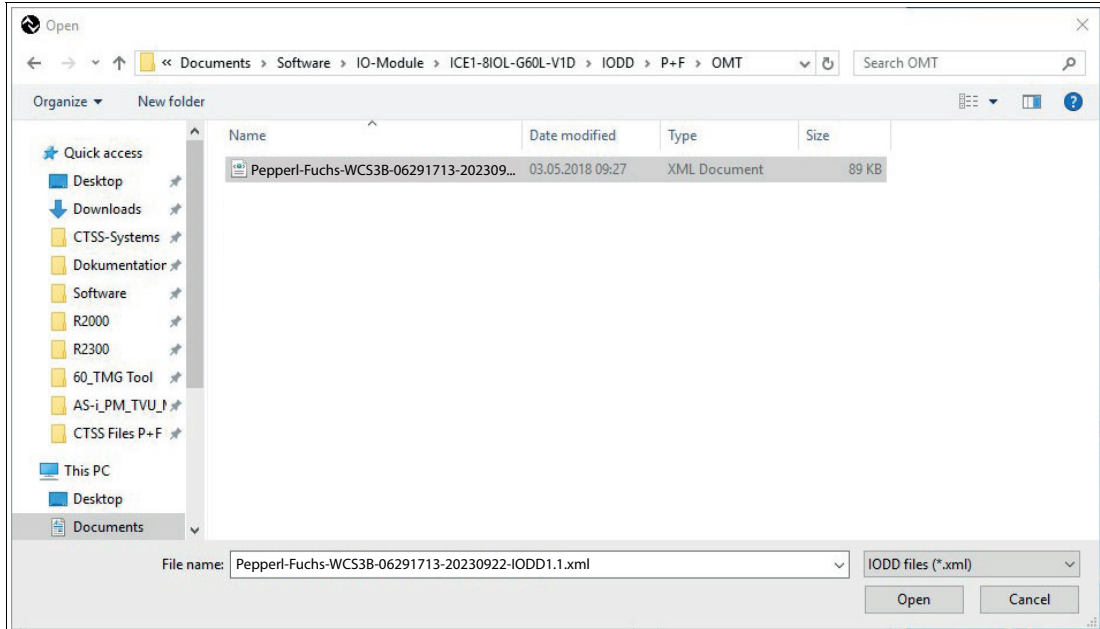 Open
« Documents > Software > IO-Module > ICE1-8IOL-G60L-V1D > IODD > P+F > OMT
Search OMT
Organize
New folder
Name
Date modified
Type
Size
Quick access
Pepperl-Fuchs-WCS3B-06291713-202309... 03.05.2018 09:27 XML Document 89 KB
Desktop
Downloads
CTSS-Systems
Dokumentation
Software
R2000
R2300
60_TMG Tool
AS-i_PM_TVU_
CTSS Files P+F
This PC
Desktop
Documents
File name: Pepperl-Fuchs-WCS3B-06291713-20230922-IODD1.1.xml
IODD files (*.xml)
Open
Cancel